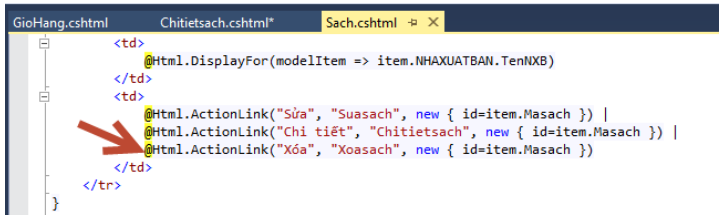 GioHang.cshtml Chitietsach.cshtml* Sach.cshtml
<td>
@Html.DisplayFor(modelItem => item.NHAXUATBAN.TenNXB)
</td>
<td>
@Html.ActionLink("Sửa", "Suasach", new { id=item.Masach }) |
@Html.ActionLink("Chi tiết", "Chitietsach", new { id=item.Masach }) |
@Html.ActionLink("Xóa", "Xoasach", new { id=item.Masach })
</td>
</tr>
}